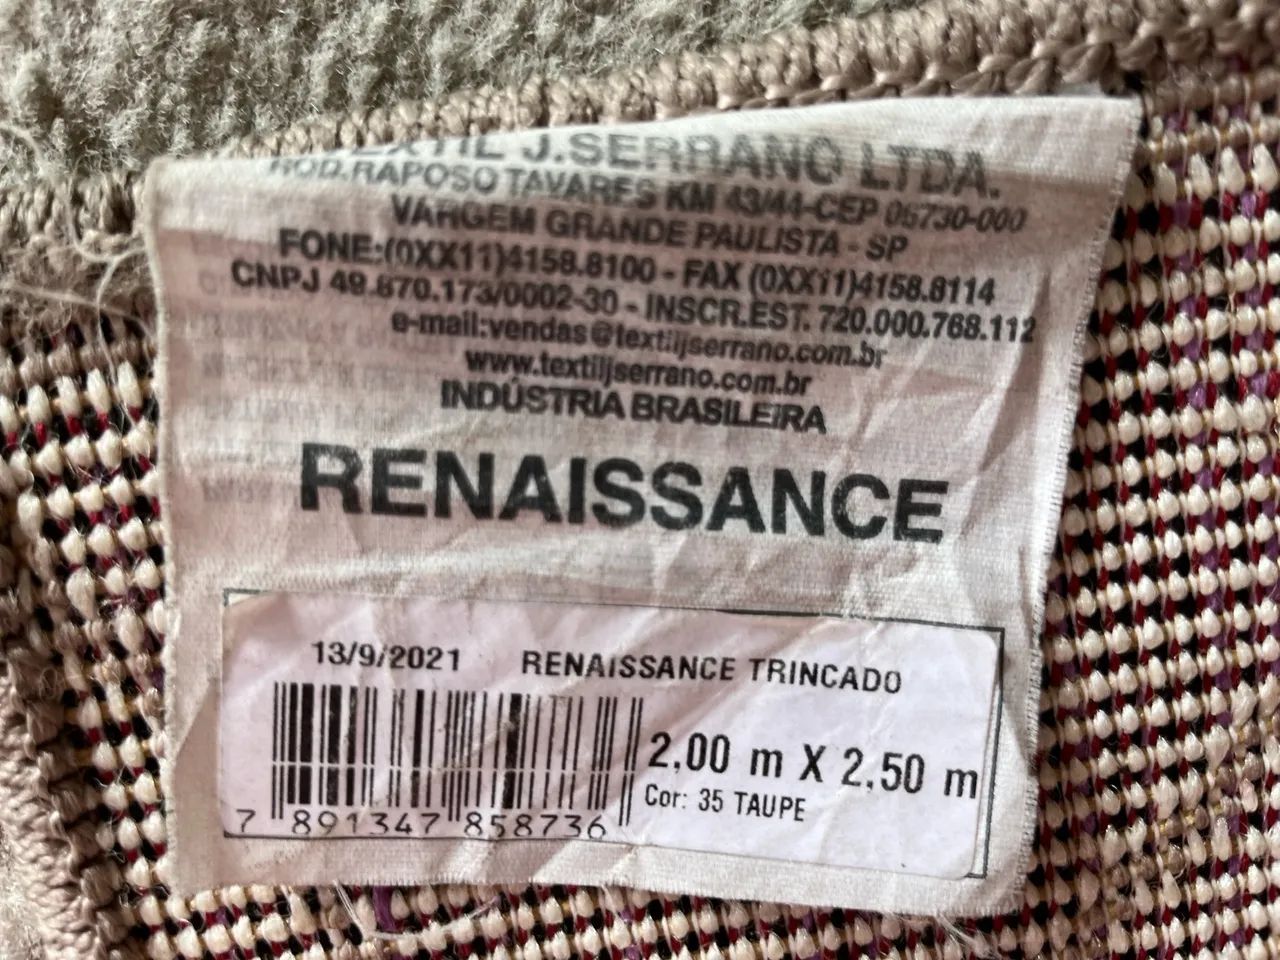 TEXTIL J.SERRANO LTDA.
ROD.RAPOSO TAVARES KM 43/44-CEP 06730-000
VARGEM GRANDE PAULISTA - SP
FONE:(0XX11)4158.8100 - FAX (0XX11)4158.8114
CNPJ 49.870.173/0002-30 - INSCR.EST. 720.000.768.112
e-mail:vendas@textiljserrano.com.br
www.textiljserrano.com.br
INDÚSTRIA BRASILEIRA
RENAISSANCE
13/9/2021 RENAISSANCE TRINCADO
2,00 m X 2,50 m
Cor: 35 TAUPE
7 891347 858736